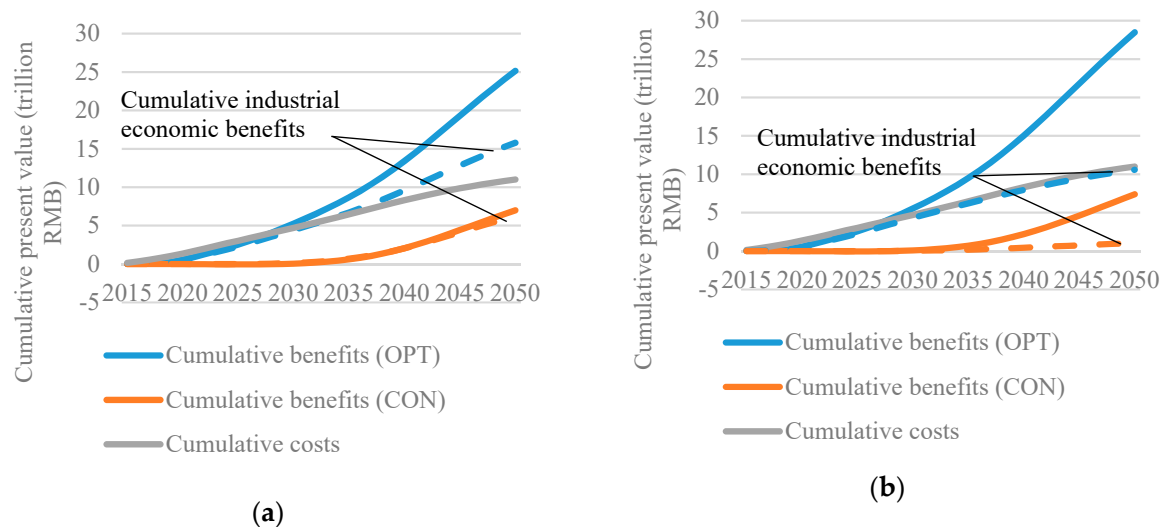 Cumulative present value (trillion
RMB)
30
25
20
15
10
5
0
-5
2015 2020 2025 2030 2035 2040 2045 2050
Cumulative industrial
economic benefits
Cumulative benefits (OPT)
Cumulative benefits (CON)
Cumulative costs
(a)
Cumulative present value (trillion
RMB)
30
25
20
15
10
5
0
-5
2015 2020 2025 2030 2035 2040 2045 2050
Cumulative industrial
economic benefits
Cumulative benefits (OPT)
Cumulative benefits (CON)
Cumulative costs
(b)